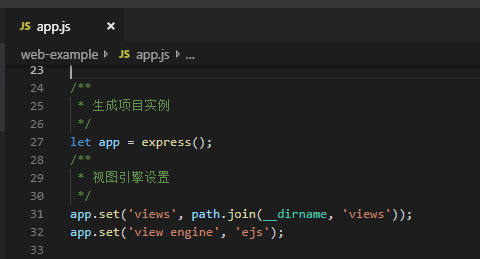 JS app.js ×
web-example > JS app.js > ...
23
24 /**
25  * 生成项目实例
26  */
27 let app = express();
28 /**
29  * 视图引擎设置
30  */
31 app.set('views', path.join(__dirname, 'views'));
32 app.set('view engine', 'ejs');
33